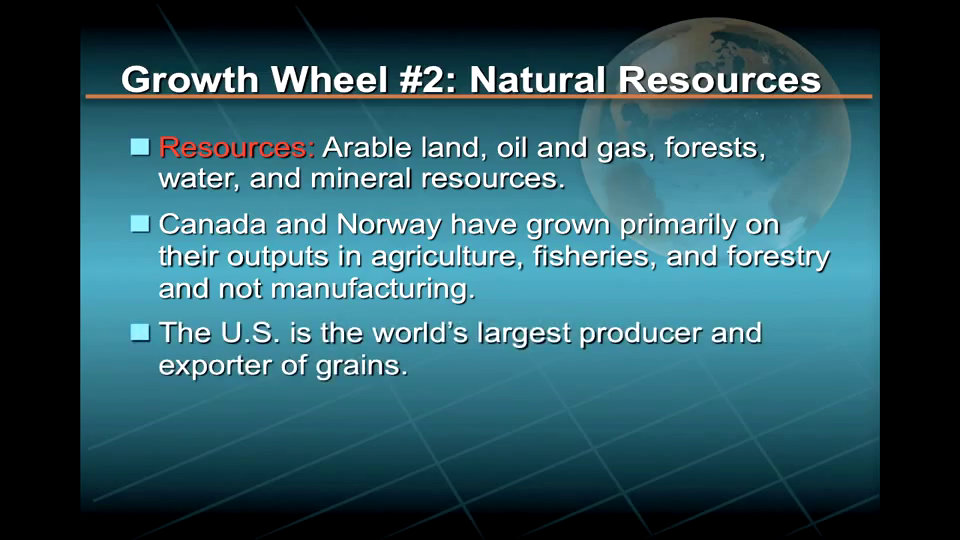 Growth Wheel #2: Natural Resources
Resources: Arable land, oil and gas, forests,
water, and mineral resources.
Canada and Norway have grown primarily on
their outputs in agriculture, fisheries, and forestry
and not manufacturing.
The U.S. is the world's largest producer and
exporter of grains.